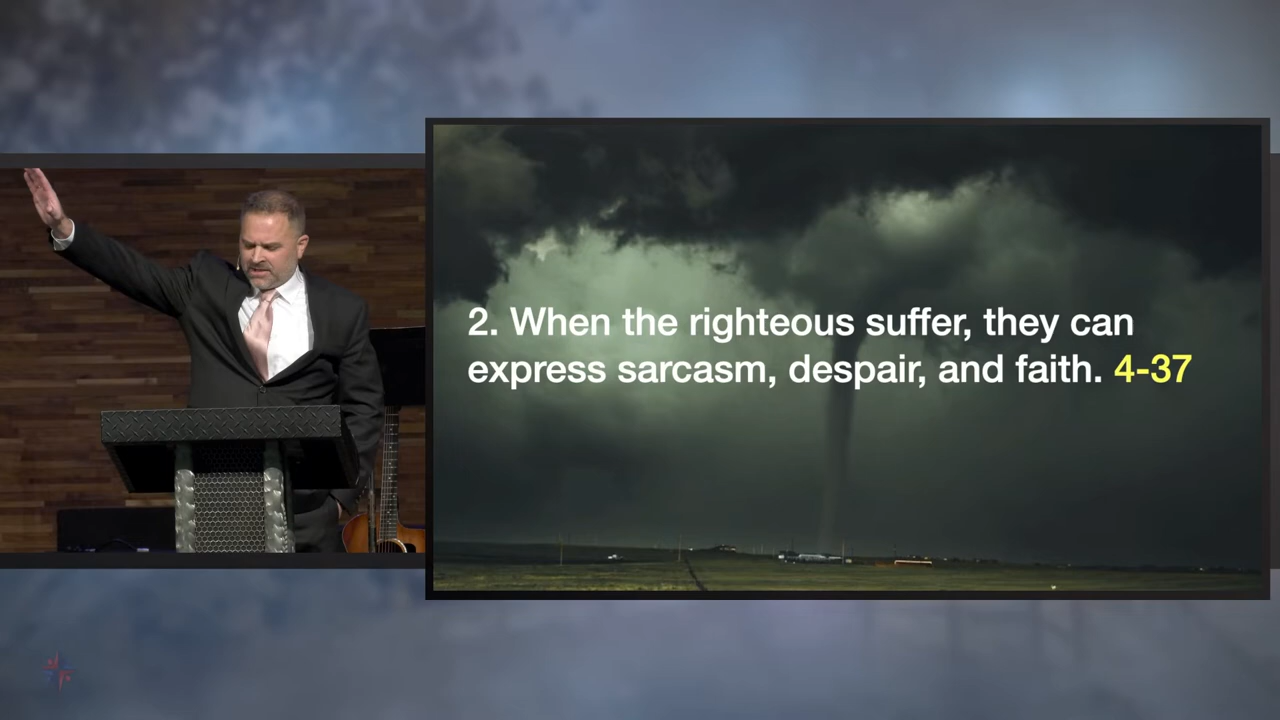 2. When the righteous suffer, they can
express sarcasm, despair, and faith. 4-37